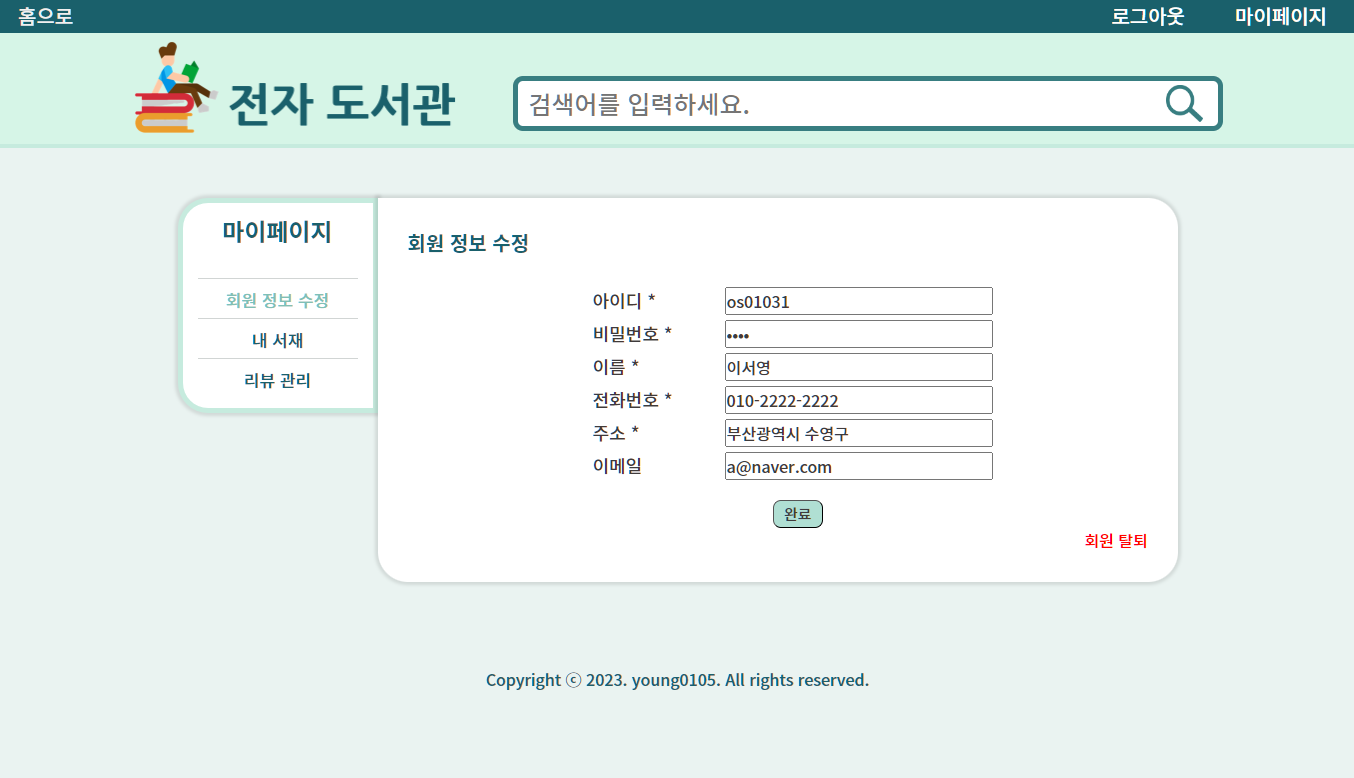 홈으로 로그아웃 마이페이지
전자 도서관 검색어를 입력하세요.
마이페이지
회원 정보 수정
내 서재
리뷰 관리
회원 정보 수정
아이디 * os01031
비밀번호 * ••••
이름 * 이서영
전화번호 * 010-2222-2222
주소 * 부산광역시 수영구
이메일 a@naver.com
완료
회원 탈퇴
Copyright ⓒ 2023. young0105. All rights reserved.